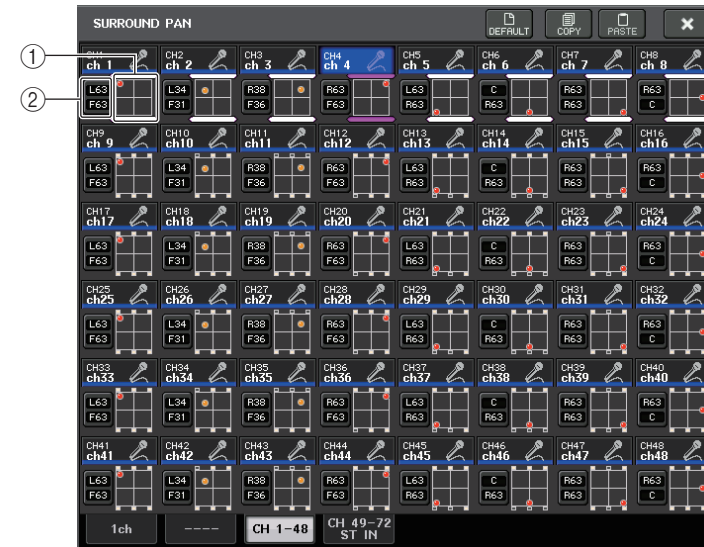 SURROUND PAN
DEFAULT COPY PASTE
① ②
CH1 CH2 CH3 CH4 CH5 CH6 CH7 CH8
ch 1 ch 2 ch 3 ch 4 ch 5 ch 6 ch 7 ch 8
L63 L34 R38 R63 L63 C R63 R63
F63 F31 F36 F63 R63 R63 R63 C
CH9 CH10 CH11 CH12 CH13 CH14 CH15 CH16
ch 9 ch10 ch11 ch12 ch13 ch14 ch15 ch16
L63 L34 R38 R63 L63 C R63 R63
F63 F31 F36 F63 R63 R63 R63 C
CH17 CH18 CH19 CH20 CH21 CH22 CH23 CH24
ch17 ch18 ch19 ch20 ch21 ch22 ch23 ch24
L63 L34 R38 R63 L63 C R63 R63
F63 F31 F36 F63 R63 R63 R63 C
CH25 CH26 CH27 CH28 CH29 CH30 CH31 CH32
ch25 ch26 ch27 ch28 ch29 ch30 ch31 ch32
L63 L34 R38 R63 L63 C R63 R63
F63 F31 F36 F63 R63 R63 R63 C
CH33 CH34 CH35 CH36 CH37 CH38 CH39 CH40
ch33 ch34 ch35 ch36 ch37 ch38 ch39 ch40
L63 L34 R38 R63 L63 C R63 R63
F63 F31 F36 F63 R63 R63 R63 C
CH41 CH42 CH43 CH44 CH45 CH46 CH47 CH48
ch41 ch42 ch43 ch44 ch45 ch46 ch47 ch48
L63 L34 R38 R63 L63 C R63 R63
F63 F31 F36 F63 R63 R63 R63 C
1ch ---- CH 1-48 CH 49-72
ST IN